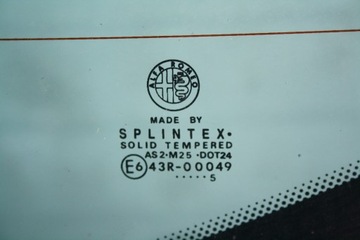 ALFA ROMEO
MADE BY
SPLINTEX•
SOLID TEMPERED
AS2•M25 •DOT24
E6 43R-00049
•••••5